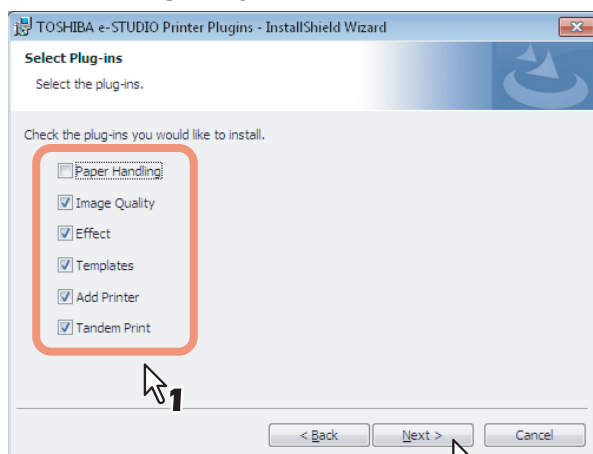 TOSHIBA e-STUDIO Printer Plugins - InstallShield Wizard
Select Plug-ins
Select the plug-ins.
Check the plug-ins you would like to install.
Paper Handling
Image Quality
Effect
Templates
Add Printer
Tandem Print
1
< Back Next > Cancel